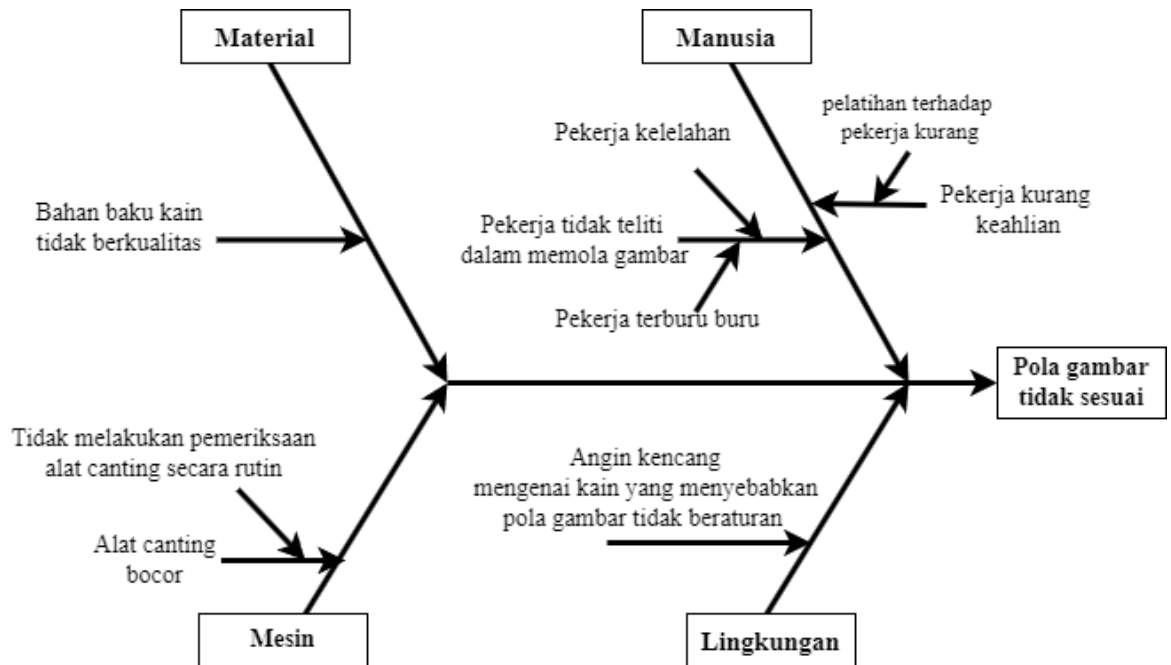 Material
Manusia
pelatihan terhadap
pekerja kurang
Pekerja kelelahan
Pekerja kurang
keahlian
Bahan baku kain
tidak berkualitas
Pekerja tidak teliti
dalam memola gambar
Pekerja terburu buru
Pola gambar
tidak sesuai
Tidak melakukan pemeriksaan
alat canting secara rutin
Angin kencang
mengenai kain yang menyebabkan
pola gambar tidak beraturan
Alat canting
bocor
Mesin
Lingkungan